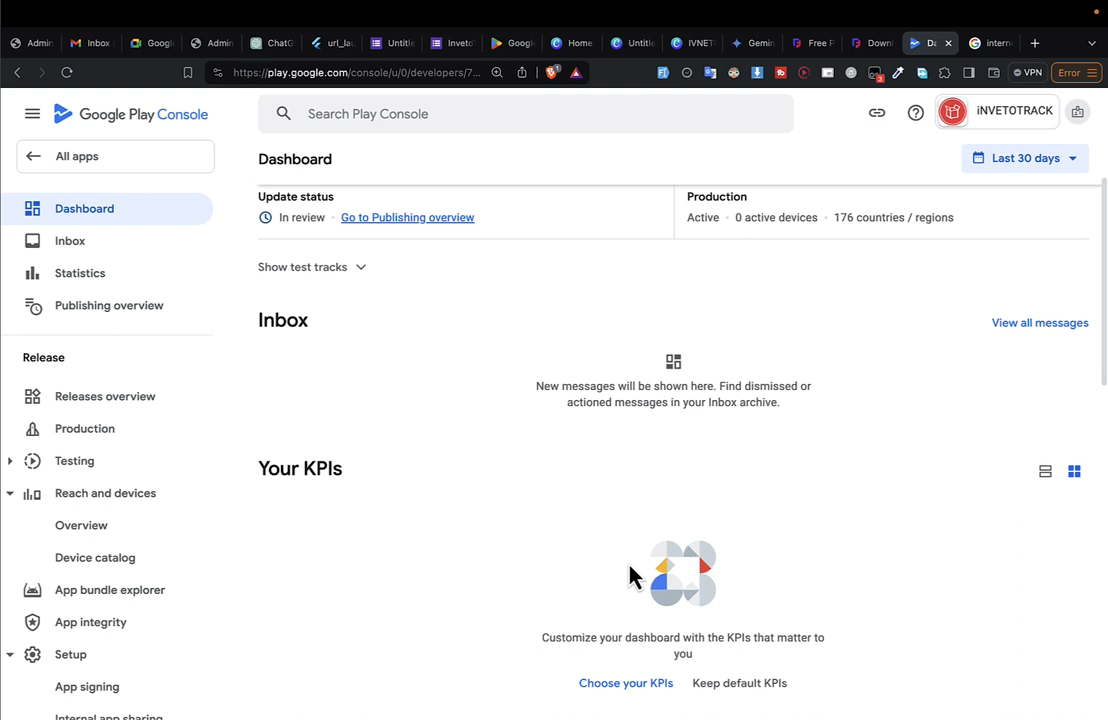 Admin
Inbox
Google
Admin
ChatG
url_lau
Untitle
Inveto
Google
Home
Untitle
IVNET
Gemin
Free P
Down
Da
intern
https://play.google.com/console/u/0/developers/7...
VPN
Error
Google Play Console
Search Play Console
iNVETOTRACK
All apps
Dashboard
Inbox
Statistics
Publishing overview
Release
Releases overview
Production
Testing
Reach and devices
Overview
Device catalog
App bundle explorer
App integrity
Setup
App signing
Internal app sharing
Dashboard
Last 30 days
Update status
In review · Go to Publishing overview
Production
Active · 0 active devices · 176 countries / regions
Show test tracks
Inbox
View all messages
New messages will be shown here. Find dismissed or
actioned messages in your Inbox archive.
Your KPIs
Customize your dashboard with the KPIs that matter to
you
Choose your KPIs
Keep default KPIs